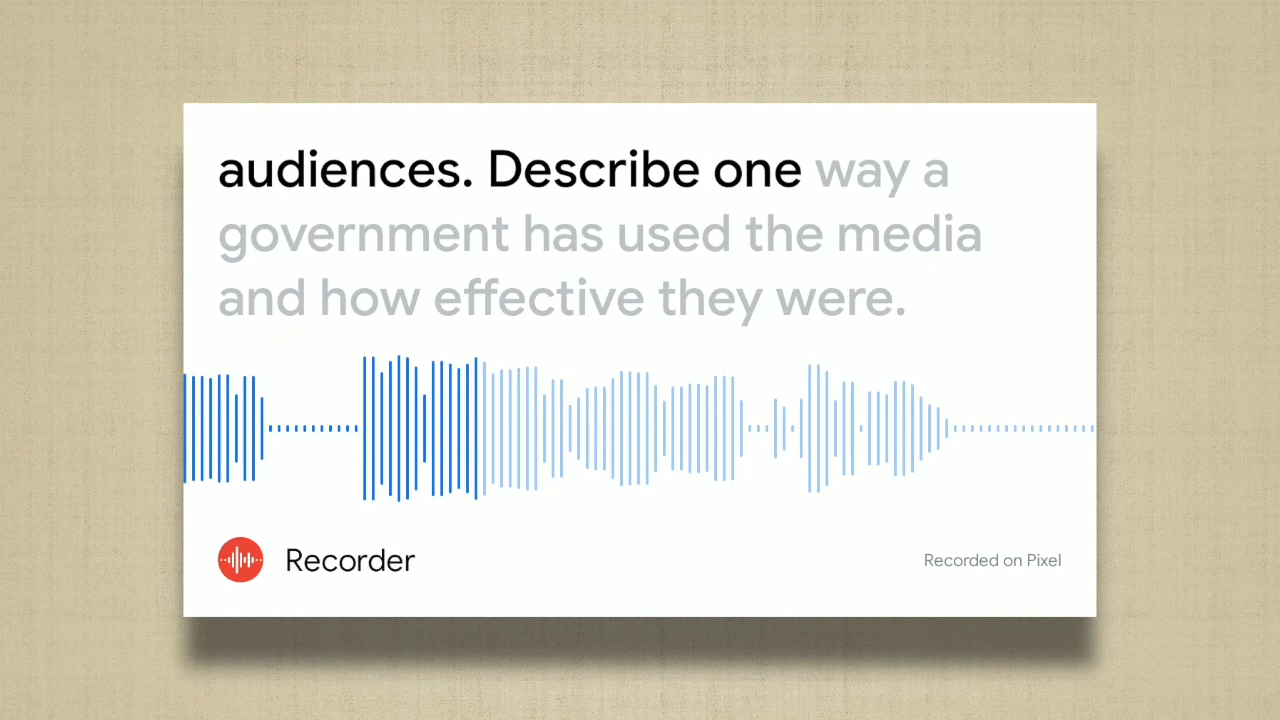 audiences. Describe one way a
government has used the media
and how effective they were.
Recorder
Recorded on Pixel